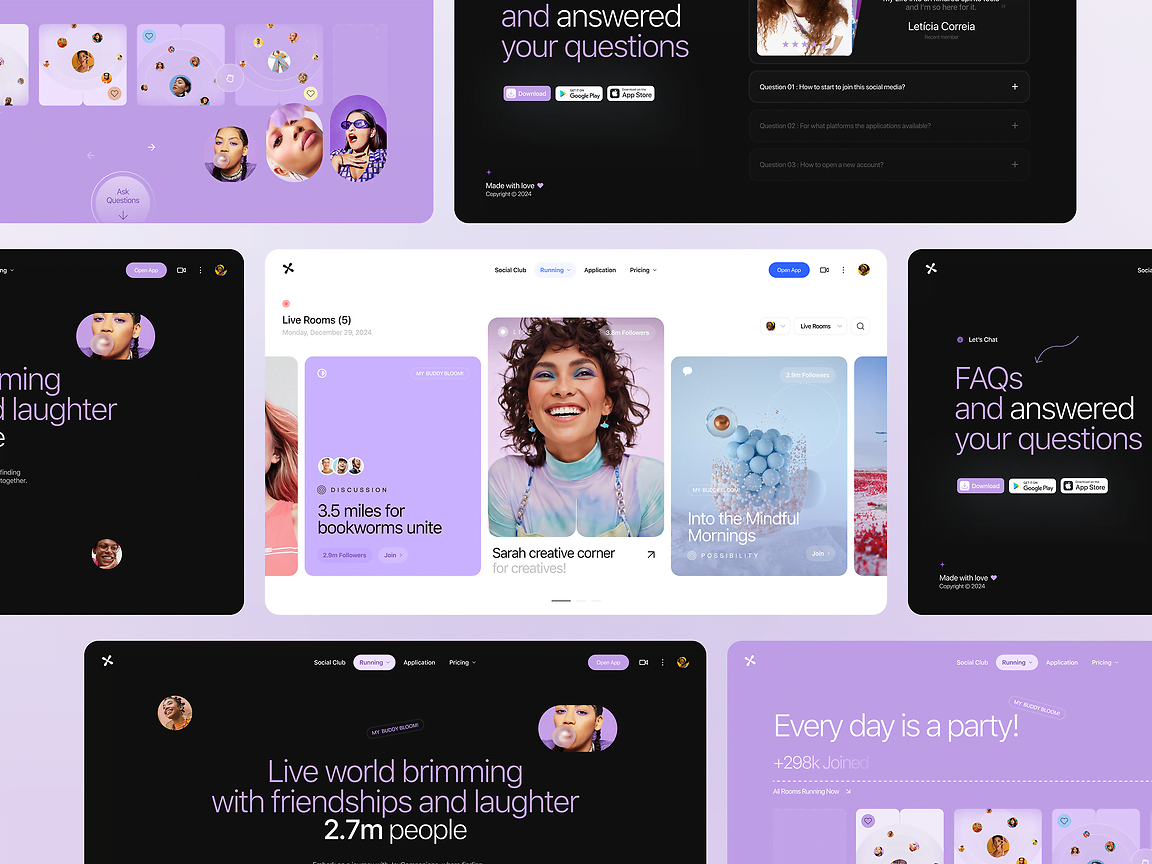 Ask
Questions
and answered
your questions
Download
GET IT ON
Google Play
Download on the
App Store
Made with love
Copyright © 2024
and I'm so here for it.
Letícia Correia
Recent member
Question 01 : How to start to join this social media?
Question 02 : For what platforms the applications available?
Question 03 : How to open a new account?
ng
Open App
ming
d laughter
e
finding
together.
Social Club
Running
Application
Pricing
Open App
Live Rooms (5)
Monday, December 29, 2024
Live Rooms
MY BUDDY BLOOM!
DISCUSSION
3.5 miles for
bookworms unite
2.9m Followers
Join
3.8m Followers
Sarah creative corner
for creatives!
2.9m Followers
MY BUDDY BLOOM!
Into the Mindful
Mornings
POSSIBILITY
Join
Socia
Let's Chat
FAQs
and answered
your questions
Download
GET IT ON
Google Play
Download on the
App Store
Made with love
Copyright © 2024
Social Club
Running
Application
Pricing
Open App
MY BUDDY BLOOM!
Live world brimming
with friendships and laughter
2.7m people
Social Club
Running
Application
Pricing
MY BUDDY BLOOM!
Every day is a party!
+298k Joined
All Rooms Running Now